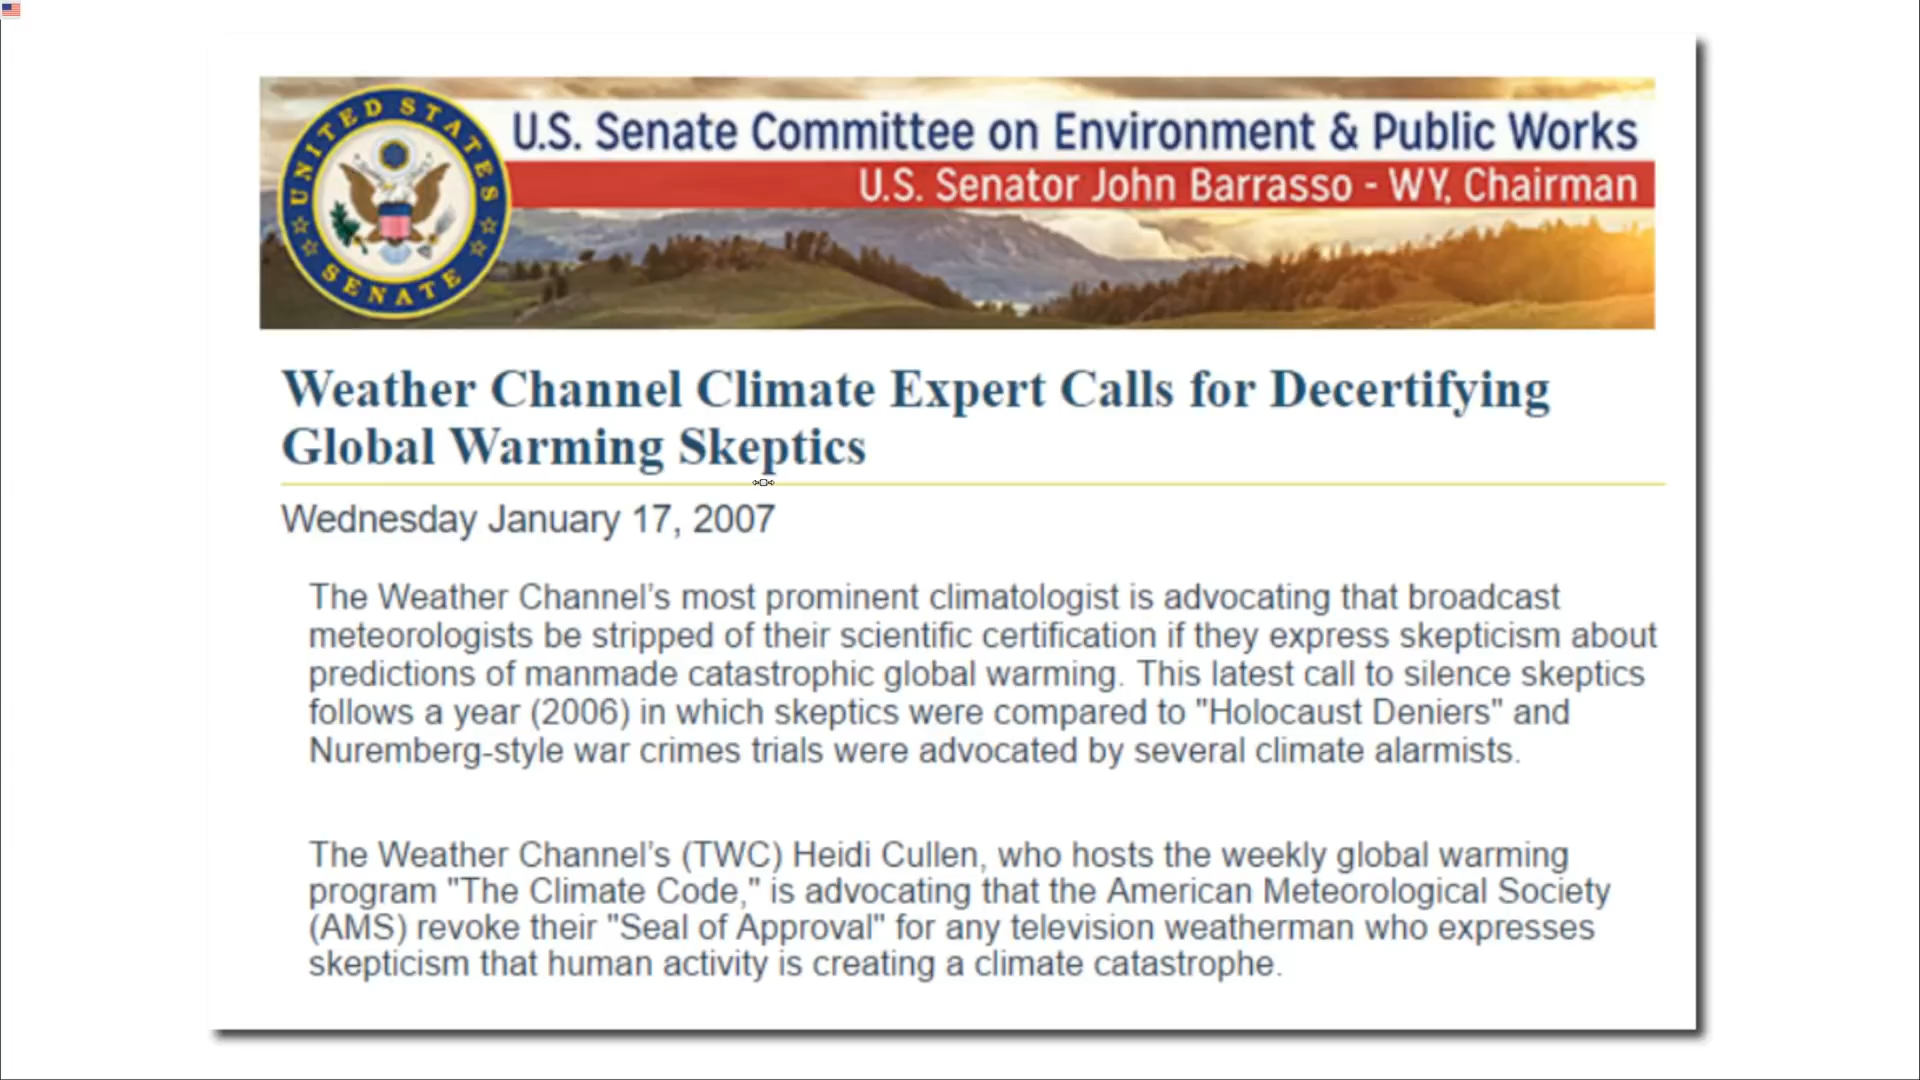 UNITED STATES
SENATE
U.S. Senate Committee on Environment & Public Works
U.S. Senator John Barrasso - WY, Chairman
Weather Channel Climate Expert Calls for Decertifying
Global Warming Skeptics
Wednesday January 17, 2007
The Weather Channel's most prominent climatologist is advocating that broadcast
meteorologists be stripped of their scientific certification if they express skepticism about
predictions of manmade catastrophic global warming. This latest call to silence skeptics
follows a year (2006) in which skeptics were compared to "Holocaust Deniers" and
Nuremberg-style war crimes trials were advocated by several climate alarmists.
The Weather Channel's (TWC) Heidi Cullen, who hosts the weekly global warming
program "The Climate Code," is advocating that the American Meteorological Society
(AMS) revoke their "Seal of Approval" for any television weatherman who expresses
skepticism that human activity is creating a climate catastrophe.